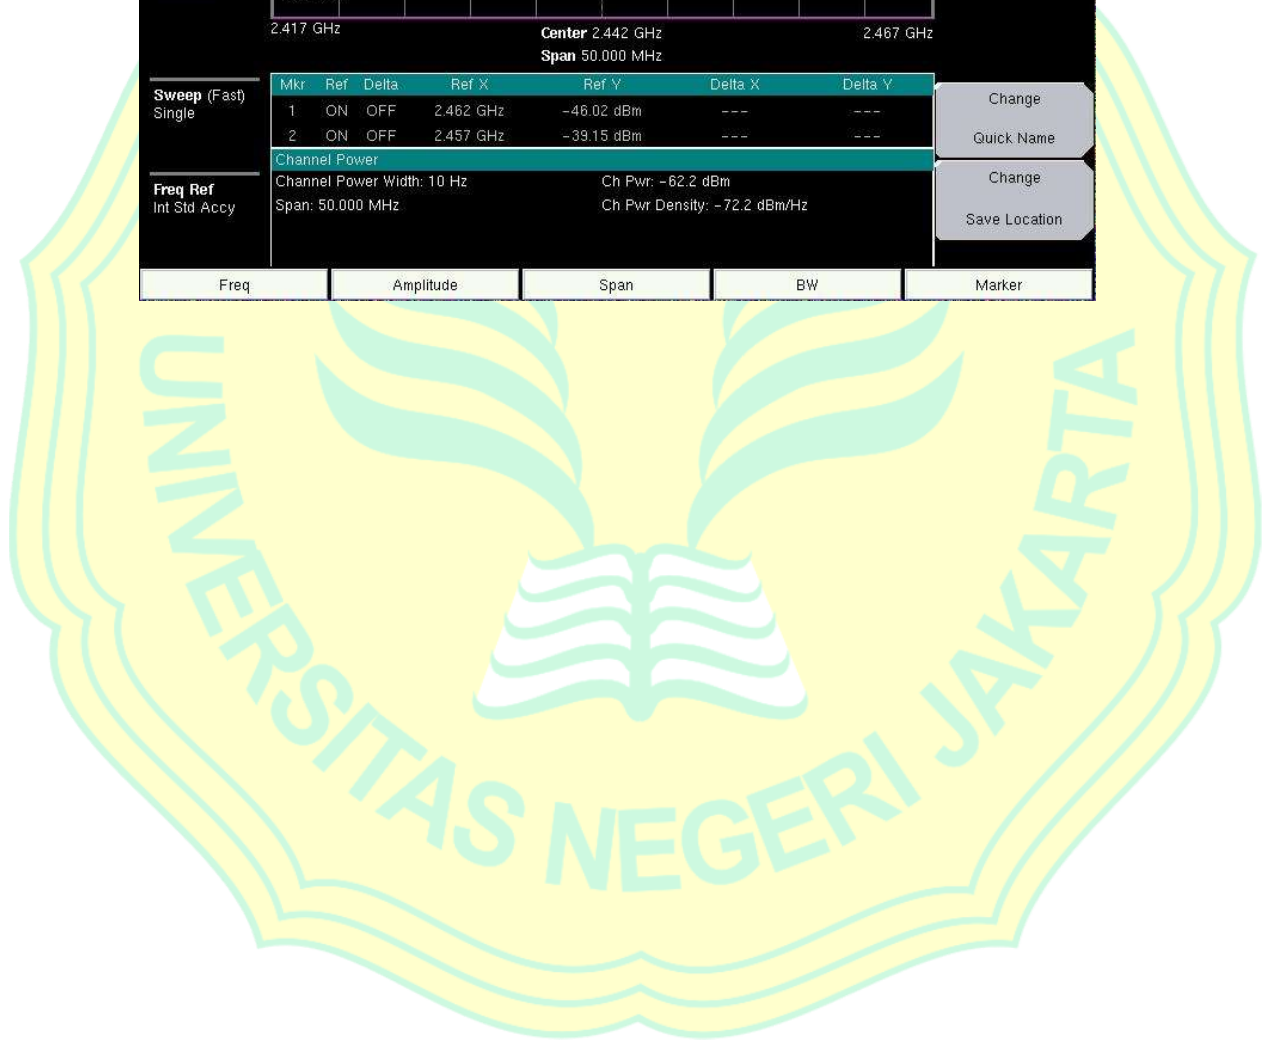 2.417 GHz
Center 2.442 GHz
2.467 GHz
Span 50.000 MHz
Sweep (Fast)
Single
Mkr Ref Delta Ref X Ref Y Delta X Delta Y
1 ON OFF 2.462 GHz -46.02 dBm --- ---
2 ON OFF 2.457 GHz -39.15 dBm --- ---
Change
Quick Name
Channel Power
Channel Power Width: 10 Hz Ch Pwr: -62.2 dBm
Span: 50.000 MHz Ch Pwr Density: -72.2 dBm/Hz
Freq Ref
Int Std Accy
Change
Save Location
Freq Amplitude Span BW Marker
UNIVERSITAS NEGERI JAKARTA